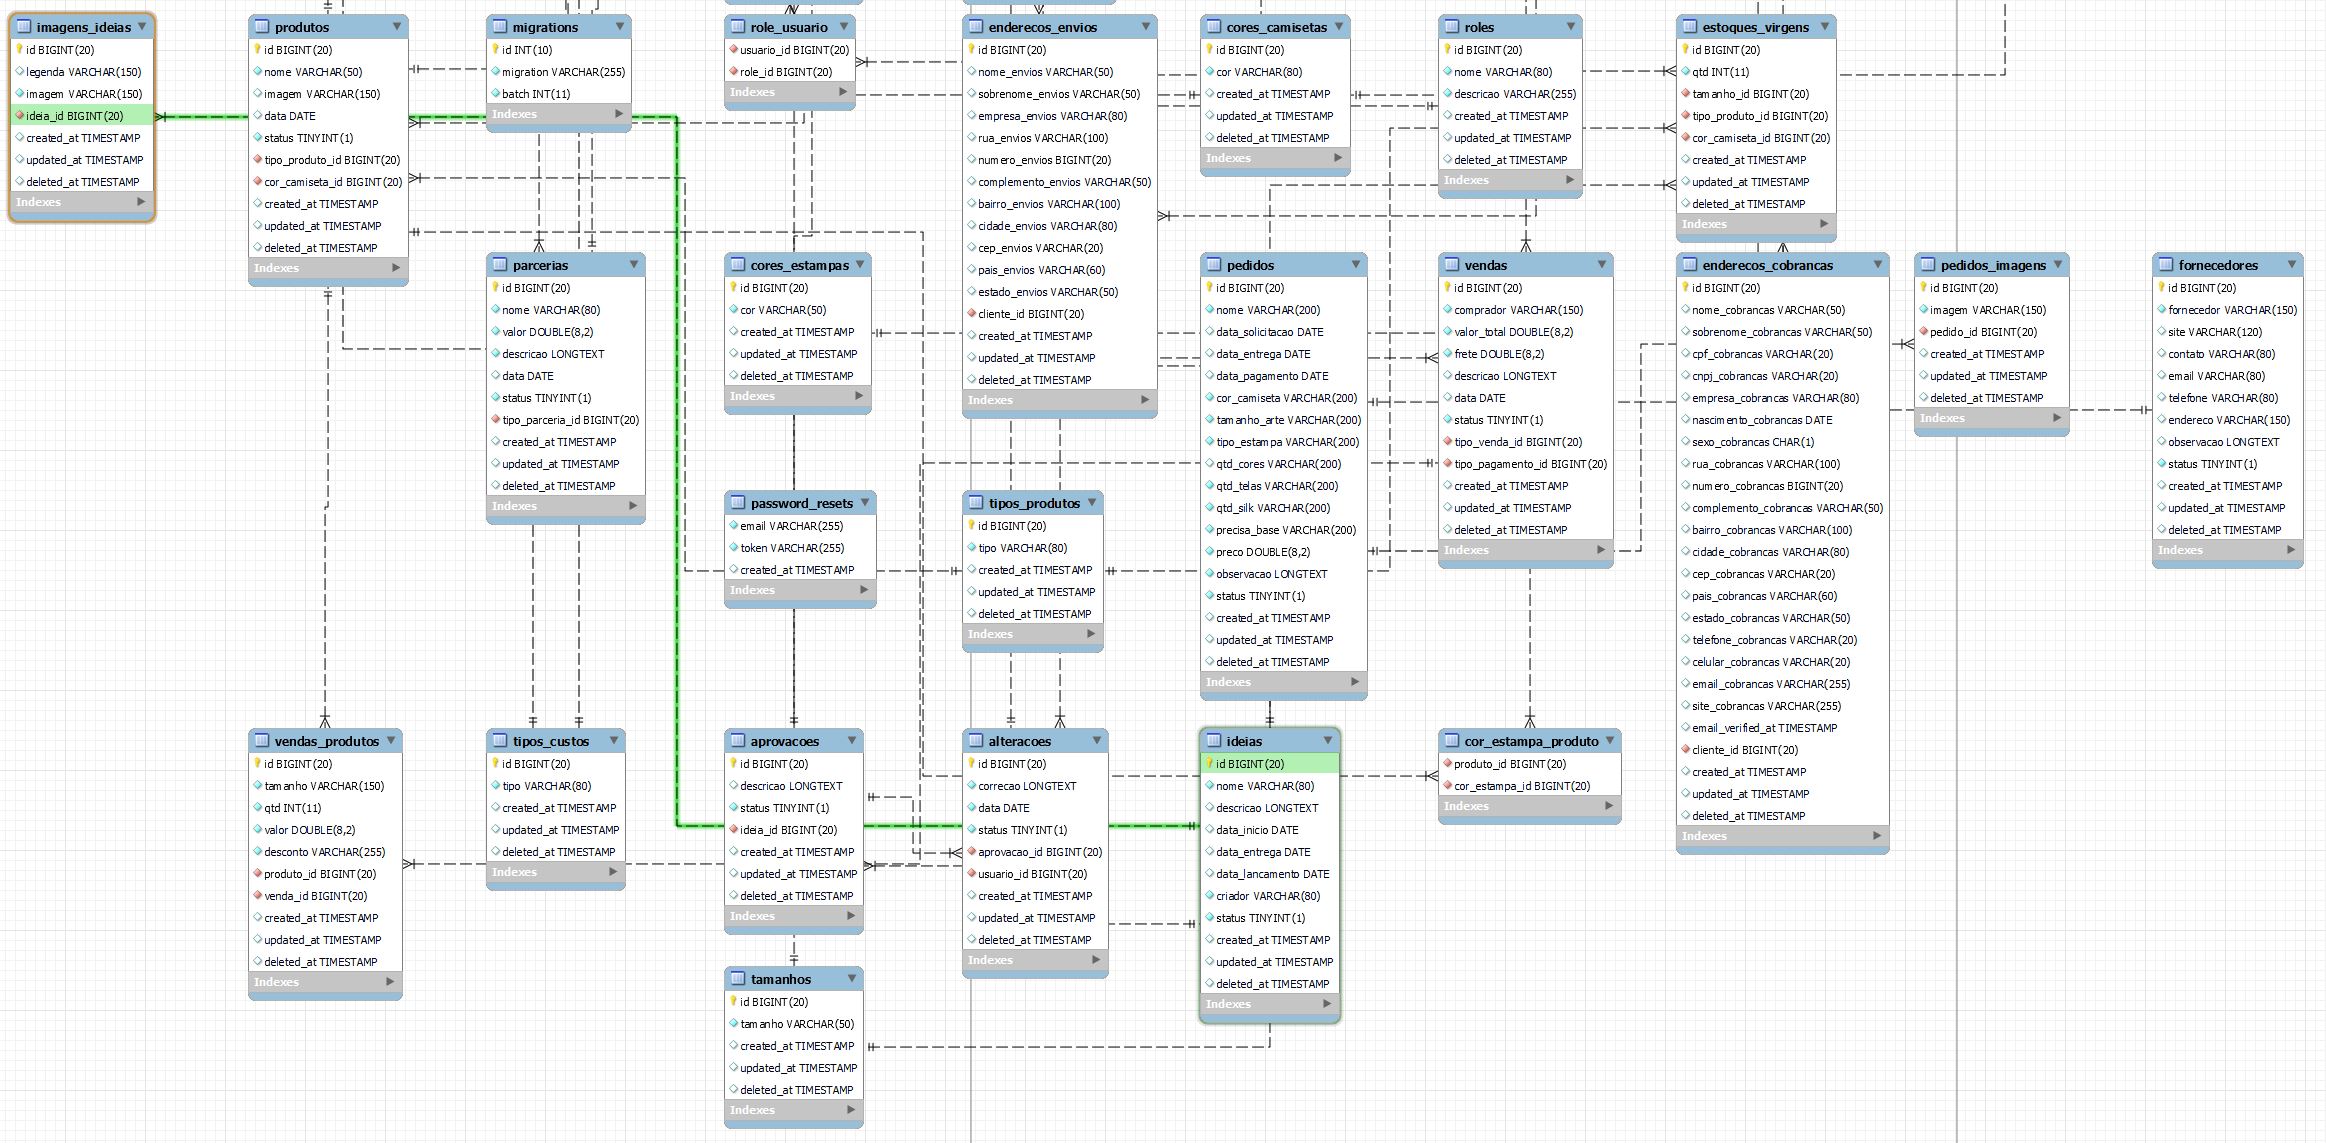 imagens_ideias
id BIGINT(20)
legenda VARCHAR(150)
imagem VARCHAR(150)
ideia_id BIGINT(20)
created_at TIMESTAMP
updated_at TIMESTAMP
deleted_at TIMESTAMP
Indexes
produtos
id BIGINT(20)
nome VARCHAR(50)
imagem VARCHAR(150)
data DATE
status TINYINT(1)
tipo_produto_id BIGINT(20)
cor_camiseta_id BIGINT(20)
created_at TIMESTAMP
updated_at TIMESTAMP
deleted_at TIMESTAMP
Indexes
migrations
id INT(10)
migration VARCHAR(255)
batch INT(11)
Indexes
role_usuario
usuario_id BIGINT(20)
role_id BIGINT(20)
Indexes
enderecos_envios
id BIGINT(20)
nome_envios VARCHAR(50)
sobrenome_envios VARCHAR(50)
empresa_envios VARCHAR(80)
rua_envios VARCHAR(100)
numero_envios BIGINT(20)
complemento_envios VARCHAR(50)
bairro_envios VARCHAR(100)
cidade_envios VARCHAR(80)
cep_envios VARCHAR(20)
pais_envios VARCHAR(60)
estado_envios VARCHAR(50)
cliente_id BIGINT(20)
created_at TIMESTAMP
updated_at TIMESTAMP
deleted_at TIMESTAMP
Indexes
cores_camisetas
id BIGINT(20)
cor VARCHAR(80)
created_at TIMESTAMP
updated_at TIMESTAMP
deleted_at TIMESTAMP
Indexes
roles
id BIGINT(20)
nome VARCHAR(80)
descricao VARCHAR(255)
created_at TIMESTAMP
updated_at TIMESTAMP
deleted_at TIMESTAMP
Indexes
estoques_virgens
id BIGINT(20)
qtd INT(11)
tamanho_id BIGINT(20)
tipo_produto_id BIGINT(20)
cor_camiseta_id BIGINT(20)
created_at TIMESTAMP
updated_at TIMESTAMP
deleted_at TIMESTAMP
Indexes
parcerias
id BIGINT(20)
nome VARCHAR(80)
valor DOUBLE(8,2)
descricao LONGTEXT
data DATE
status TINYINT(1)
tipo_parceria_id BIGINT(20)
created_at TIMESTAMP
updated_at TIMESTAMP
deleted_at TIMESTAMP
Indexes
cores_estampas
id BIGINT(20)
cor VARCHAR(50)
created_at TIMESTAMP
updated_at TIMESTAMP
deleted_at TIMESTAMP
Indexes
pedidos
id BIGINT(20)
nome VARCHAR(200)
data_solicitacao DATE
data_entrega DATE
data_pagamento DATE
cor_camiseta VARCHAR(200)
tamanho_arte VARCHAR(200)
tipo_estampa VARCHAR(200)
qtd_cores VARCHAR(200)
qtd_telas VARCHAR(200)
qtd_silk VARCHAR(200)
precisa_base VARCHAR(200)
preco DOUBLE(8,2)
observacao LONGTEXT
status TINYINT(1)
created_at TIMESTAMP
updated_at TIMESTAMP
deleted_at TIMESTAMP
Indexes
vendas
id BIGINT(20)
comprador VARCHAR(150)
valor_total DOUBLE(8,2)
frete DOUBLE(8,2)
descricao LONGTEXT
data DATE
status TINYINT(1)
tipo_venda_id BIGINT(20)
tipo_pagamento_id BIGINT(20)
created_at TIMESTAMP
updated_at TIMESTAMP
deleted_at TIMESTAMP
Indexes
enderecos_cobrancas
id BIGINT(20)
nome_cobrancas VARCHAR(50)
sobrenome_cobrancas VARCHAR(50)
cpf_cobrancas VARCHAR(20)
cnpj_cobrancas VARCHAR(20)
empresa_cobrancas VARCHAR(80)
nascimento_cobrancas DATE
sexo_cobrancas CHAR(1)
rua_cobrancas VARCHAR(100)
numero_cobrancas BIGINT(20)
complemento_cobrancas VARCHAR(50)
bairro_cobrancas VARCHAR(100)
cidade_cobrancas VARCHAR(80)
cep_cobrancas VARCHAR(20)
pais_cobrancas VARCHAR(60)
estado_cobrancas VARCHAR(50)
telefone_cobrancas VARCHAR(20)
celular_cobrancas VARCHAR(20)
email_cobrancas VARCHAR(255)
site_cobrancas VARCHAR(255)
email_verified_at TIMESTAMP
cliente_id BIGINT(20)
created_at TIMESTAMP
updated_at TIMESTAMP
deleted_at TIMESTAMP
Indexes
pedidos_imagens
id BIGINT(20)
imagem VARCHAR(150)
pedido_id BIGINT(20)
created_at TIMESTAMP
updated_at TIMESTAMP
deleted_at TIMESTAMP
Indexes
fornecedores
id BIGINT(20)
fornecedor VARCHAR(150)
site VARCHAR(120)
contato VARCHAR(80)
email VARCHAR(80)
telefone VARCHAR(80)
endereco VARCHAR(150)
observacao LONGTEXT
status TINYINT(1)
created_at TIMESTAMP
updated_at TIMESTAMP
deleted_at TIMESTAMP
Indexes
password_resets
email VARCHAR(255)
token VARCHAR(255)
created_at TIMESTAMP
Indexes
tipos_produtos
id BIGINT(20)
tipo VARCHAR(80)
created_at TIMESTAMP
updated_at TIMESTAMP
deleted_at TIMESTAMP
Indexes
vendas_produtos
id BIGINT(20)
tamanho VARCHAR(150)
qtd INT(11)
valor DOUBLE(8,2)
desconto VARCHAR(255)
produto_id BIGINT(20)
venda_id BIGINT(20)
created_at TIMESTAMP
updated_at TIMESTAMP
deleted_at TIMESTAMP
Indexes
tipos_custos
id BIGINT(20)
tipo VARCHAR(80)
created_at TIMESTAMP
updated_at TIMESTAMP
deleted_at TIMESTAMP
Indexes
aprovacoes
id BIGINT(20)
descricao LONGTEXT
status TINYINT(1)
ideia_id BIGINT(20)
created_at TIMESTAMP
updated_at TIMESTAMP
deleted_at TIMESTAMP
Indexes
alteracoes
id BIGINT(20)
correcao LONGTEXT
data DATE
status TINYINT(1)
aprovacao_id BIGINT(20)
usuario_id BIGINT(20)
created_at TIMESTAMP
updated_at TIMESTAMP
deleted_at TIMESTAMP
Indexes
ideias
id BIGINT(20)
nome VARCHAR(80)
descricao LONGTEXT
data_inicio DATE
data_entrega DATE
data_lancamento DATE
criador VARCHAR(80)
status TINYINT(1)
created_at TIMESTAMP
updated_at TIMESTAMP
deleted_at TIMESTAMP
Indexes
cor_estampa_produto
produto_id BIGINT(20)
cor_estampa_id BIGINT(20)
Indexes
tamanhos
id BIGINT(20)
tamanho VARCHAR(50)
created_at TIMESTAMP
updated_at TIMESTAMP
deleted_at TIMESTAMP
Indexes